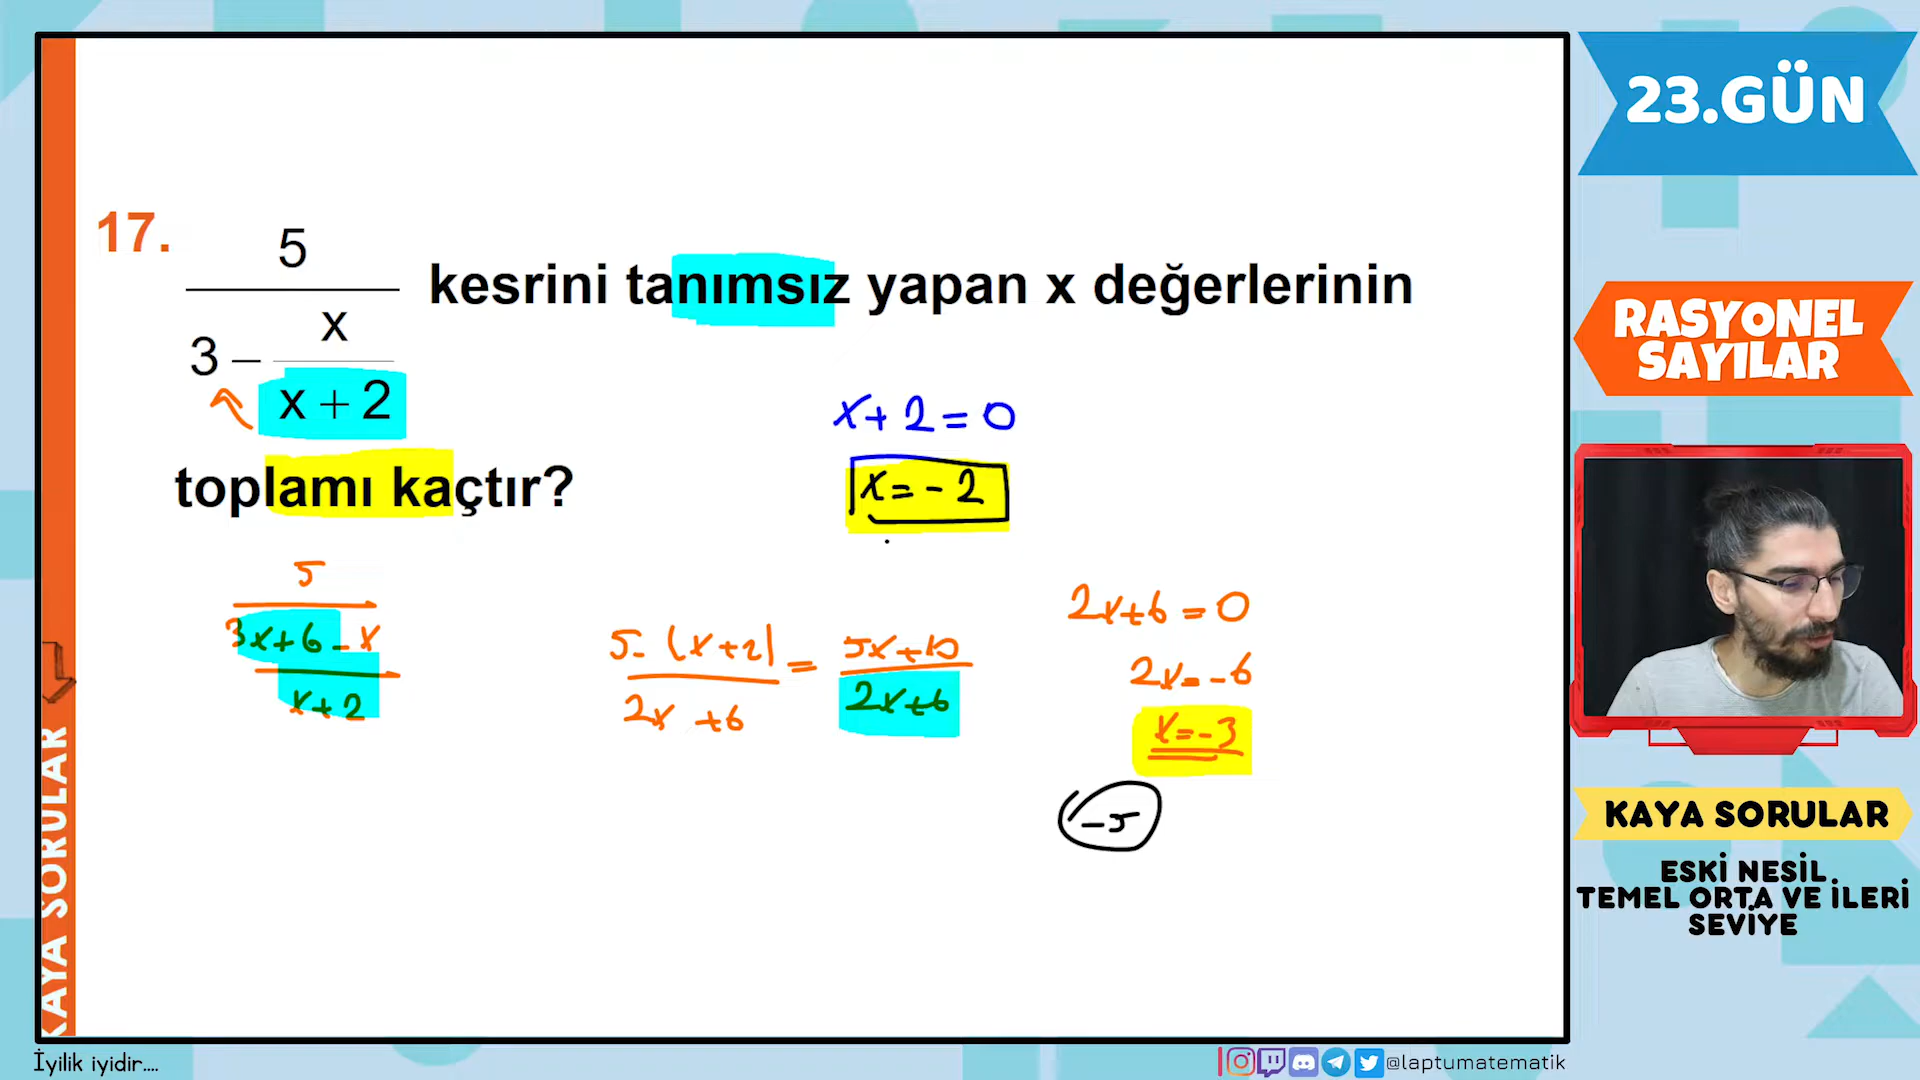 23.GÜN
17.
5
kesrini tanımsız yapan x değerlerinin
3 − x
x + 2
toplamı kaçtır?
x+2=0
x=-2
5
3x+6-x
x+2
5-(x+2) = 5x+10
2x+6 2x+6
2x+6=0
2x=-6
x=-3
-5
RASYONEL
SAYILAR
KAYA SORULAR
ESKİ NESİL
TEMEL ORTA VE İLERİ
SEVİYE
KAYA SORULAR
İyilik iyidir....
@laptumatematik